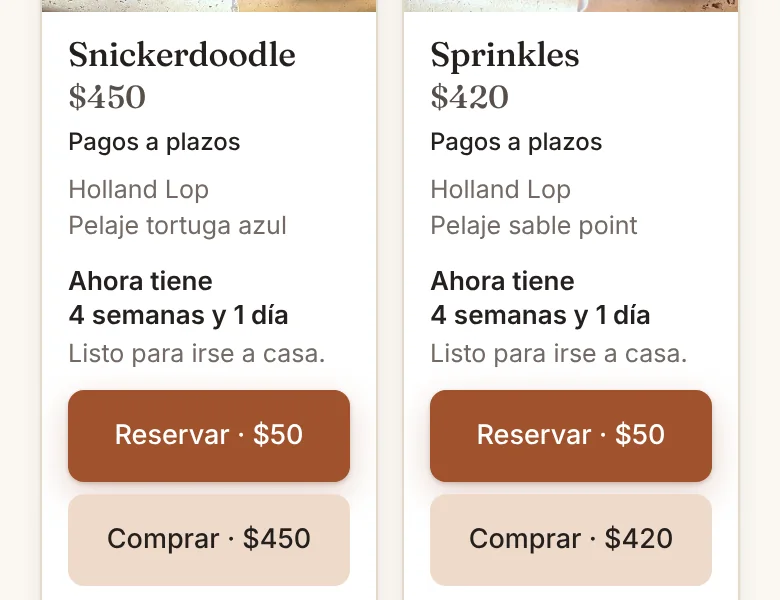 Snickerdoodle
$450
Pagos a plazos
Holland Lop
Pelaje tortuga azul
Ahora tiene
4 semanas y 1 día
Listo para irse a casa.
Reservar · $50
Comprar · $450
Sprinkles
$420
Pagos a plazos
Holland Lop
Pelaje sable point
Ahora tiene
4 semanas y 1 día
Listo para irse a casa.
Reservar · $50
Comprar · $420